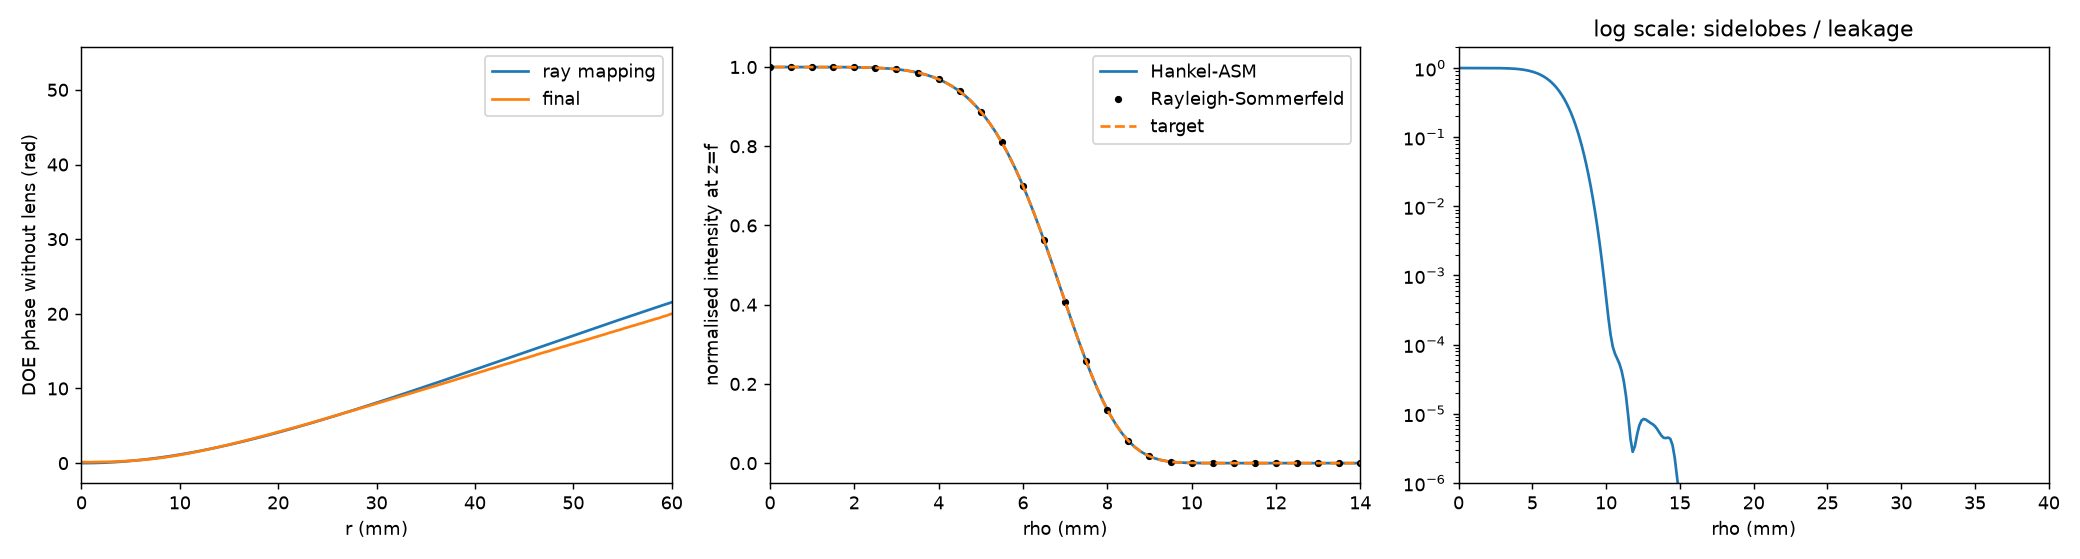 DOE phase without lens (rad)
50
40
30
20
10
0
ray mapping
final
0 10 20 30 40 50 60
r (mm)
normalised intensity at z=f
1.0
0.8
0.6
0.4
0.2
0.0
Hankel-ASM
Rayleigh-Sommerfeld
target
0 2 4 6 8 10 12 14
rho (mm)
log scale: sidelobes / leakage
10⁰
10⁻¹
10⁻²
10⁻³
10⁻⁴
10⁻⁵
10⁻⁶
0 5 10 15 20 25 30 35 40
rho (mm)